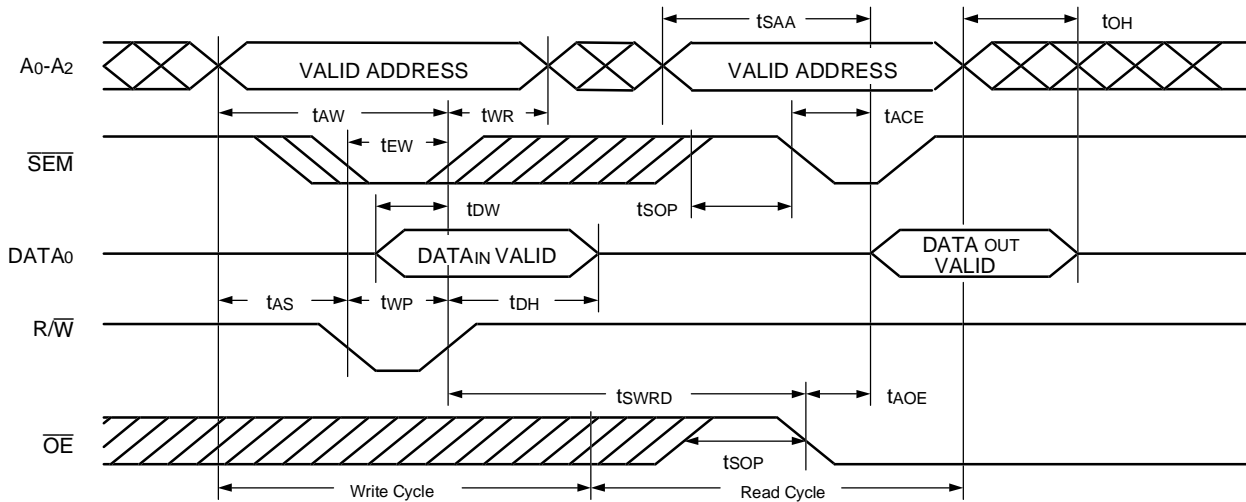 tSAA
tOH
A0-A2
VALID ADDRESS
VALID ADDRESS
tAW
tWR
tACE
tEW
SEM
tDW
tSOP
DATA0
DATAIN VALID
DATA OUT
VALID
tAS
tWP
tDH
R/W
tSWRD
tAOE
OE
tSOP
Write Cycle
Read Cycle